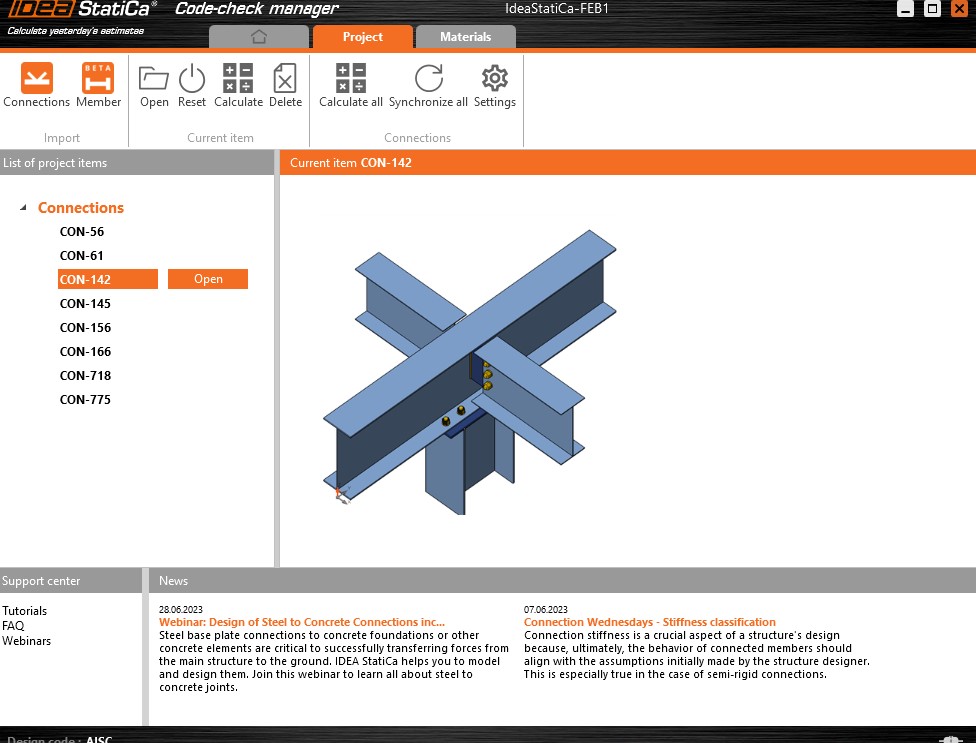 IDEA StatiCa® Code-check manager
IdeaStatiCa-FEB1
Calculate yesterday's estimates
Project
Materials
BETA
Connections
Member
Open
Reset
Calculate
Delete
Calculate all
Synchronize all
Settings
Import
Current item
Connections
List of project items
Current item CON-142
Connections
CON-56
CON-61
CON-142
Open
CON-145
CON-156
CON-166
CON-718
CON-775
Support center
Tutorials
FAQ
Webinars
News
28.06.2023
Webinar: Design of Steel to Concrete Connections inc...
Steel base plate connections to concrete foundations or other
concrete elements are critical to successfully transferring forces from
the main structure to the ground. IDEA StatiCa helps you to model
and design them. Join this webinar to learn all about steel to
concrete joints.
07.06.2023
Connection Wednesdays - Stiffness classification
Connection stiffness is a crucial aspect of a structure's design
because, ultimately, the behavior of connected members should
align with the assumptions initially made by the structure designer.
This is especially true in the case of semi-rigid connections.
Design code : AISC